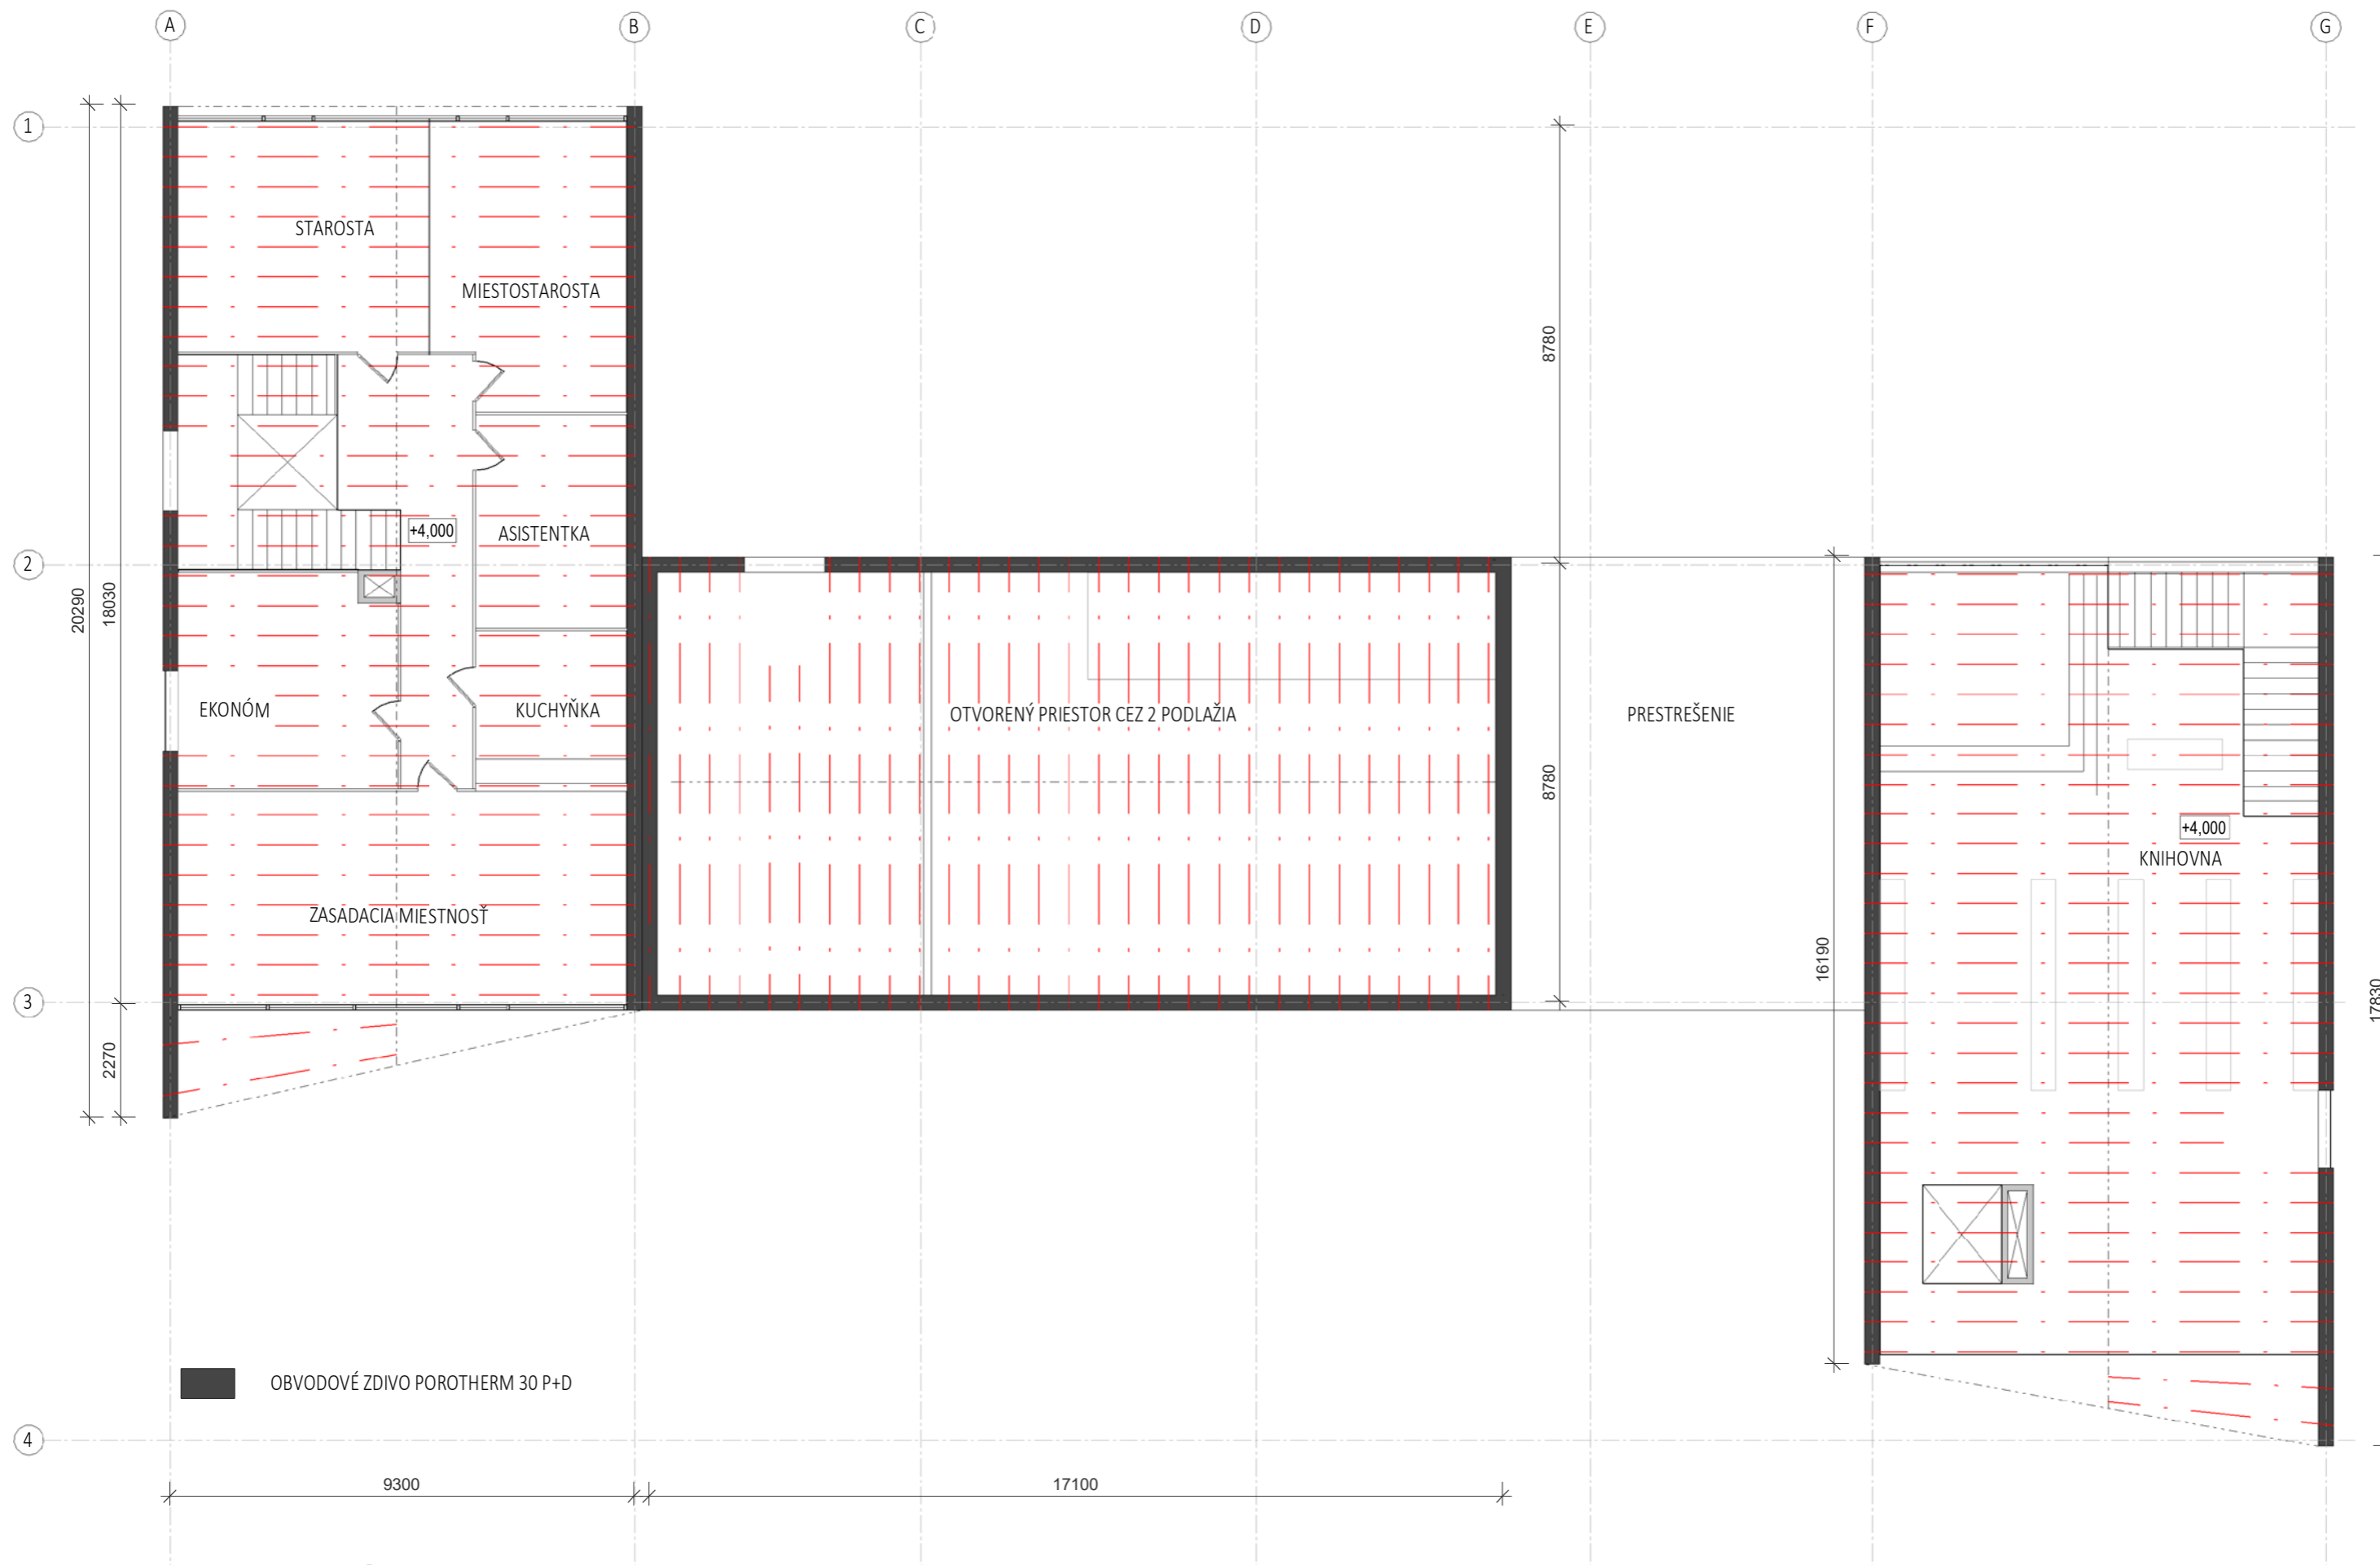 A
B
C
D
E
F
G
1
STAROSTA
MIESTOSTAROSTA
8780
+4,000
ASISTENTKA
2
20290
18030
EKONÓM
KUCHYŇKA
OTVORENÝ PRIESTOR CEZ 2 PODLAŽIA
PRESTREŠENIE
8780
+4,000
KNIHOVNA
ZASADACIA MIESTNOSŤ
16190
17830
3
2270
OBVODOVÉ ZDIVO POROTHERM 30 P+D
4
9300
17100